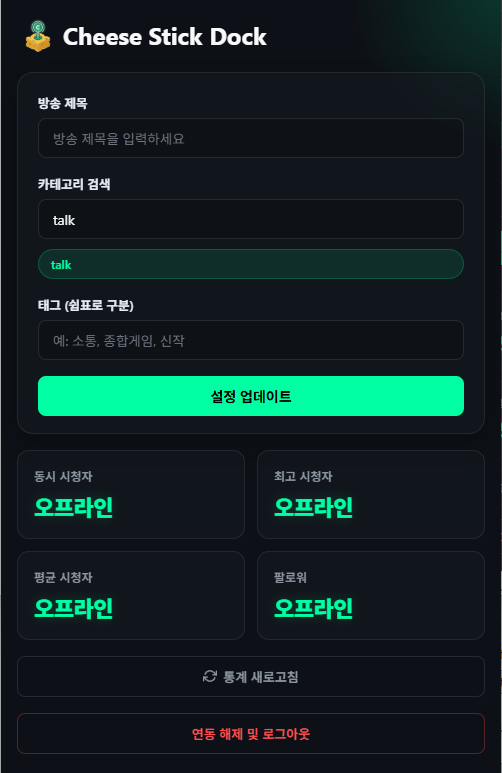 Cheese Stick Dock
방송 제목
방송 제목을 입력하세요
카테고리 검색
talk
talk
태그 (쉼표로 구분)
예: 소통, 종합게임, 신작
설정 업데이트
동시 시청자
최고 시청자
오프라인
오프라인
평균 시청자
팔로워
오프라인
오프라인
통계 새로고침
연동 해제 및 로그아웃